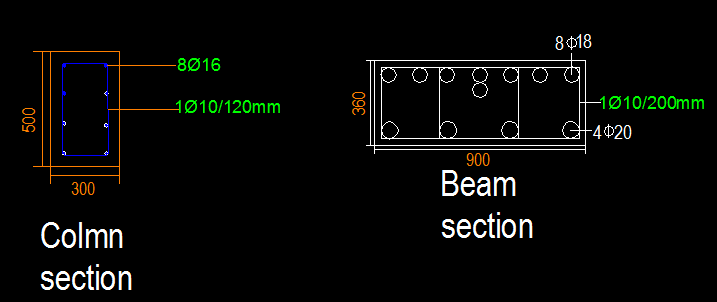 8Ø16
1Ø10/120mm
500
300
Colmn
section
8Φ18
360
1Ø10/200mm
4Φ20
900
Beam
section